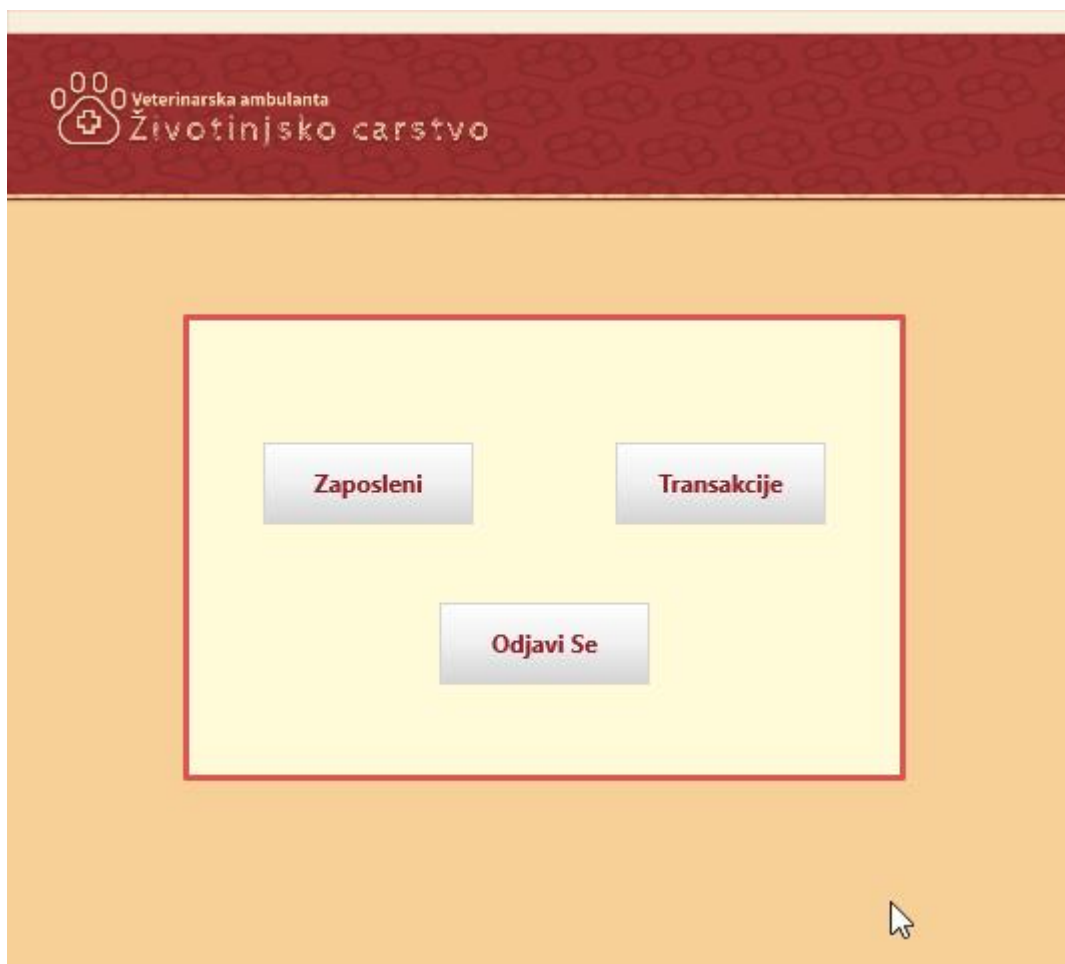 Veterinarska ambulanta
Životinjsko carstvo
Zaposleni
Transakcije
Odjavi Se